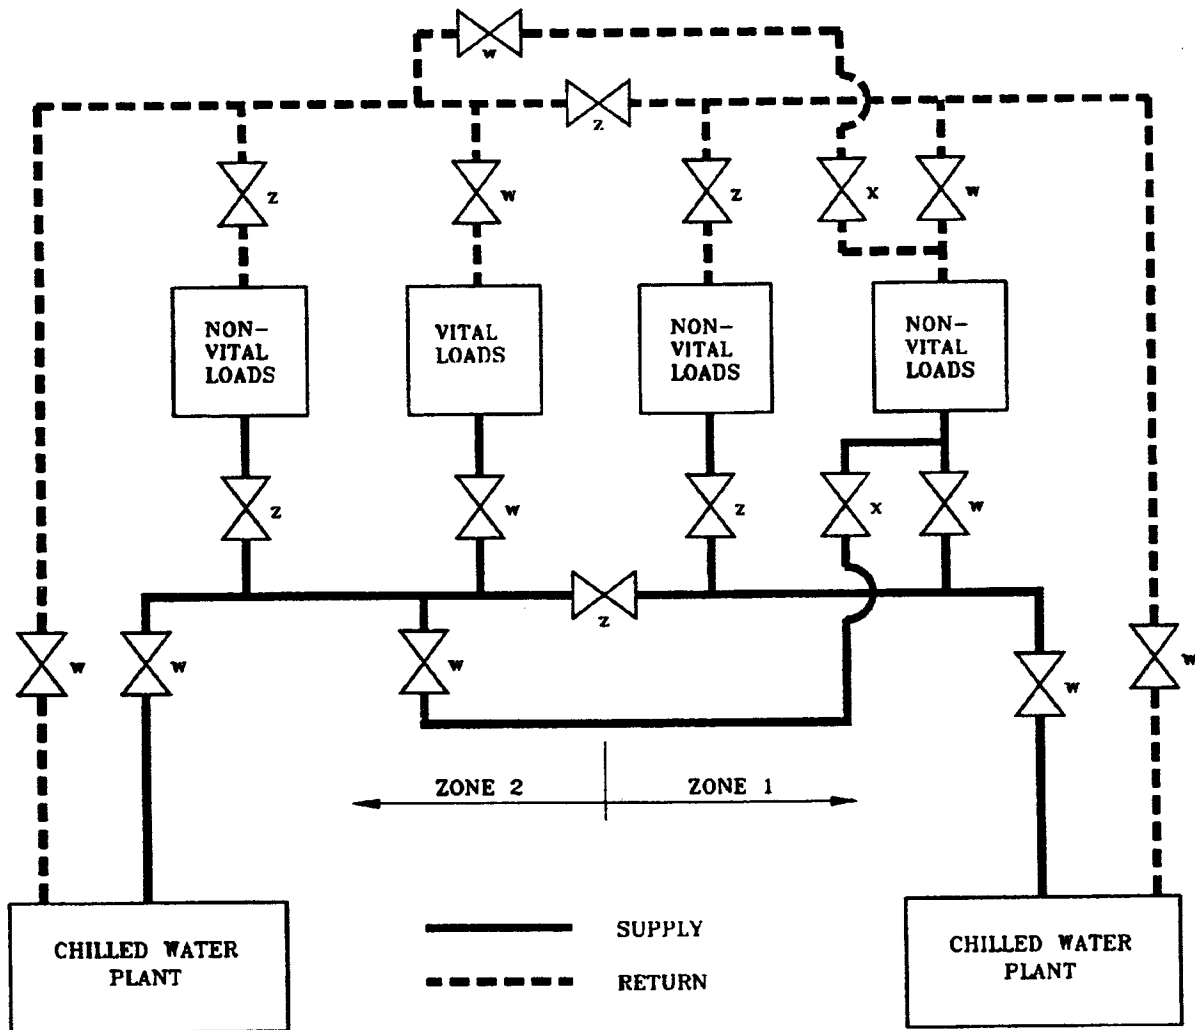 w
z
z
w
z
x
w
NON-
VITAL
LOADS
VITAL
LOADS
NON-
VITAL
LOADS
NON-
VITAL
LOADS
z
w
z
x
w
z
w
w
w
w
w
ZONE 2
ZONE 1
CHILLED WATER
PLANT
SUPPLY
RETURN
CHILLED WATER
PLANT